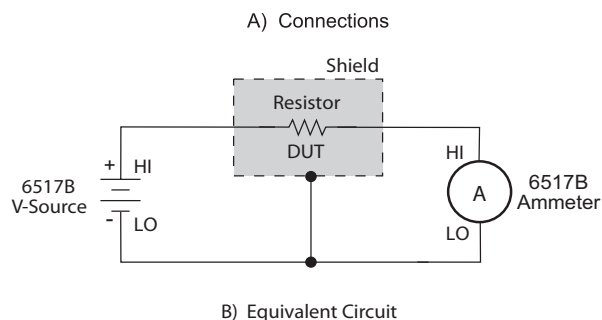 A) Connections
Shield
Resistor
DUT
+ HI
6517B
V-Source
- LO
HI
A
6517B
Ammeter
LO
B) Equivalent Circuit